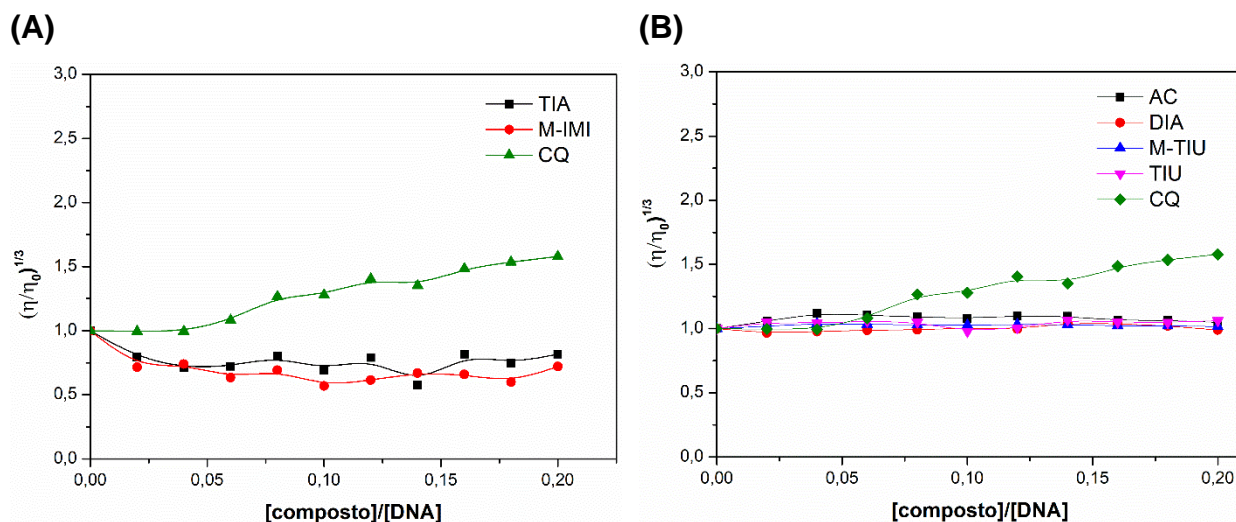 (A)
3,0
2,5
2,0
1,5
1,0
0,5
0,0
(η/η₀)^1/3
TIA
M-IMI
CQ
0,00 0,05 0,10 0,15 0,20
[composto]/[DNA]
(B)
3,0
2,5
2,0
1,5
1,0
0,5
0,0
(η/η₀)^1/3
AC
DIA
M-TIU
TIU
CQ
0,00 0,05 0,10 0,15 0,20
[composto]/[DNA]